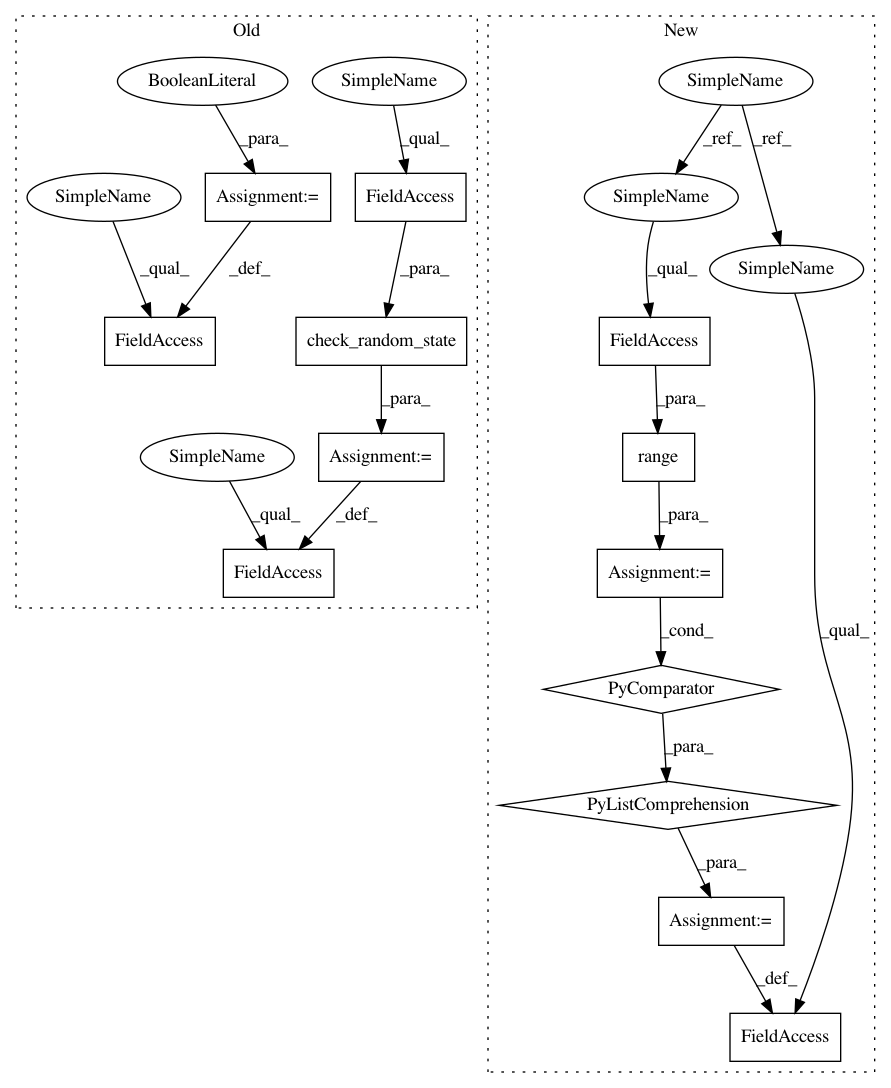 Old
New
BooleanLiteral
SimpleName
SimpleName
_para_
_qual_
_ref_
_ref_
SimpleName
Assignment:=
FieldAccess
SimpleName
SimpleName
_qual_
_def_
_para_
_qual_
FieldAccess
check_random_state
FieldAccess
_para_
_para_
SimpleName
Assignment:=
range
_qual_
_def_
_para_
FieldAccess
Assignment:=
_cond_
_qual_
PyComparator
_para_
PyListComprehension
_para_
Assignment:=
_def_
FieldAccess